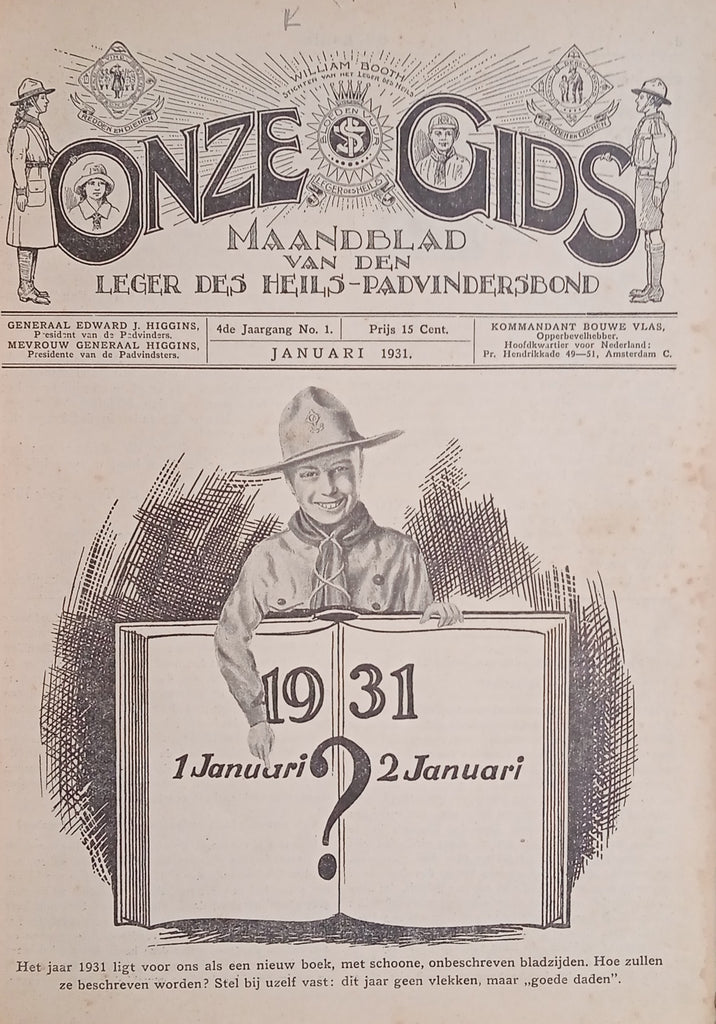 K
WILLIAM BOOTH
STICHTER VAN HET LEGER DES HEILS
REDDEN EN DIENEN
BLOED EN VUUR
S
REDDEN EN DIENEN
LEGER DES HEILS
ONZE GIDS
MAANDBLAD
VAN DEN
LEGER DES HEILS-PADVINDERSBOND
GENERAAL EDWARD J. HIGGINS,
President van de Padvinders.
MEVROUW GENERAAL HIGGINS,
Presidente van de Padvindsters.
4de Jaargang No. 1.
Prijs 15 Cent.
JANUARI 1931.
KOMMANDANT BOUWE VLAS,
Opperbevelhebber,
Hoofdkwartier voor Nederland:
Pr. Hendrikkade 49—51, Amsterdam C.
19 31
1 Januari ? 2 Januari
Het jaar 1931 ligt voor ons als een nieuw boek, met schoone, onbeschreven bladzijden. Hoe zullen
ze beschreven worden? Stel bij uzelf vast: dit jaar geen vlekken, maar „goede daden”.